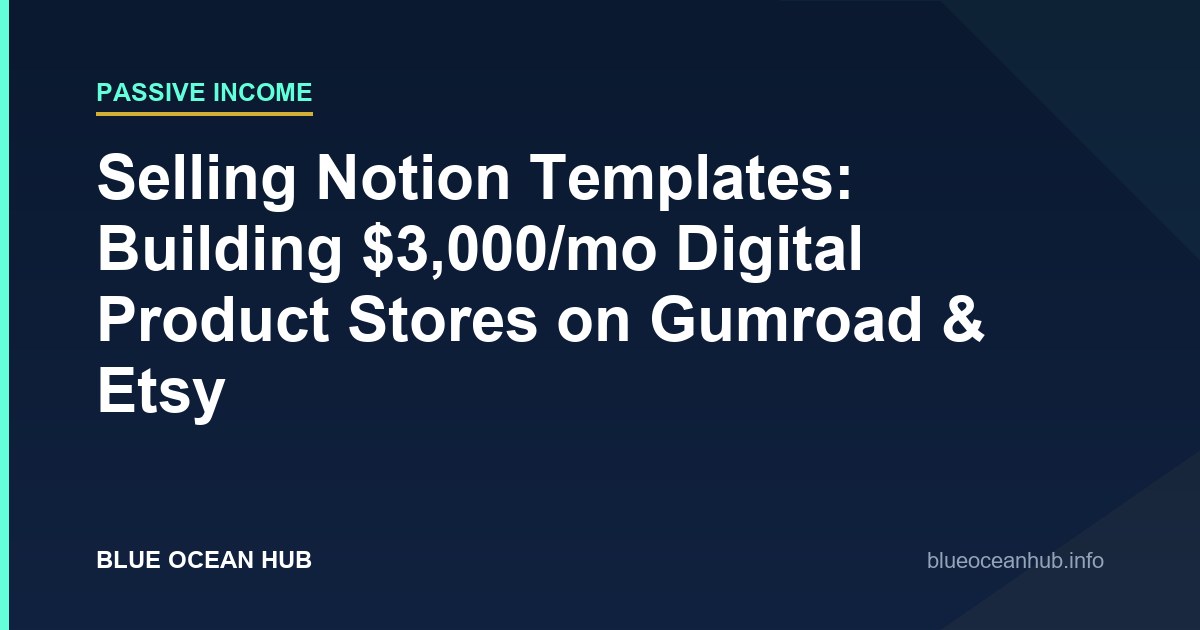 PASSIVE INCOME
Selling Notion Templates:
Building $3,000/mo Digital
Product Stores on Gumroad &
Etsy
BLUE OCEAN HUB
blueoceanhub.info